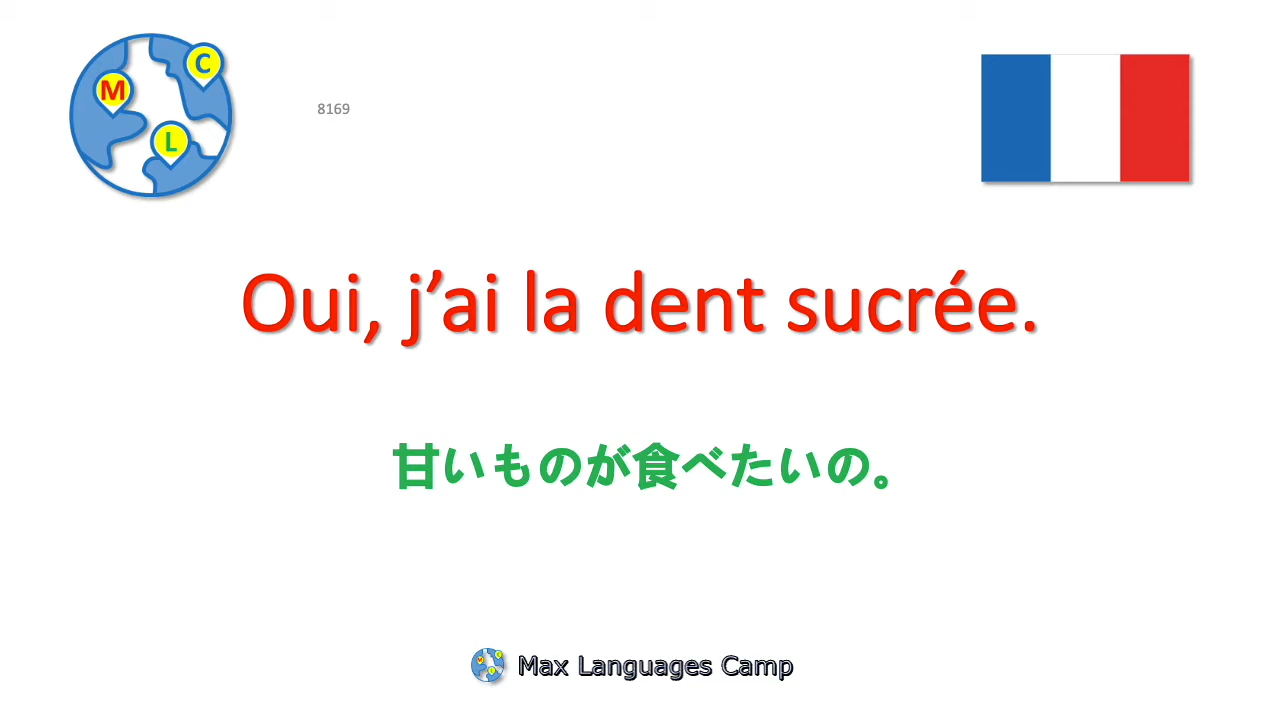 M
C
L
8169
Oui, j’ai la dent sucrée.
甘いものが食べたいの。
Max Languages Camp